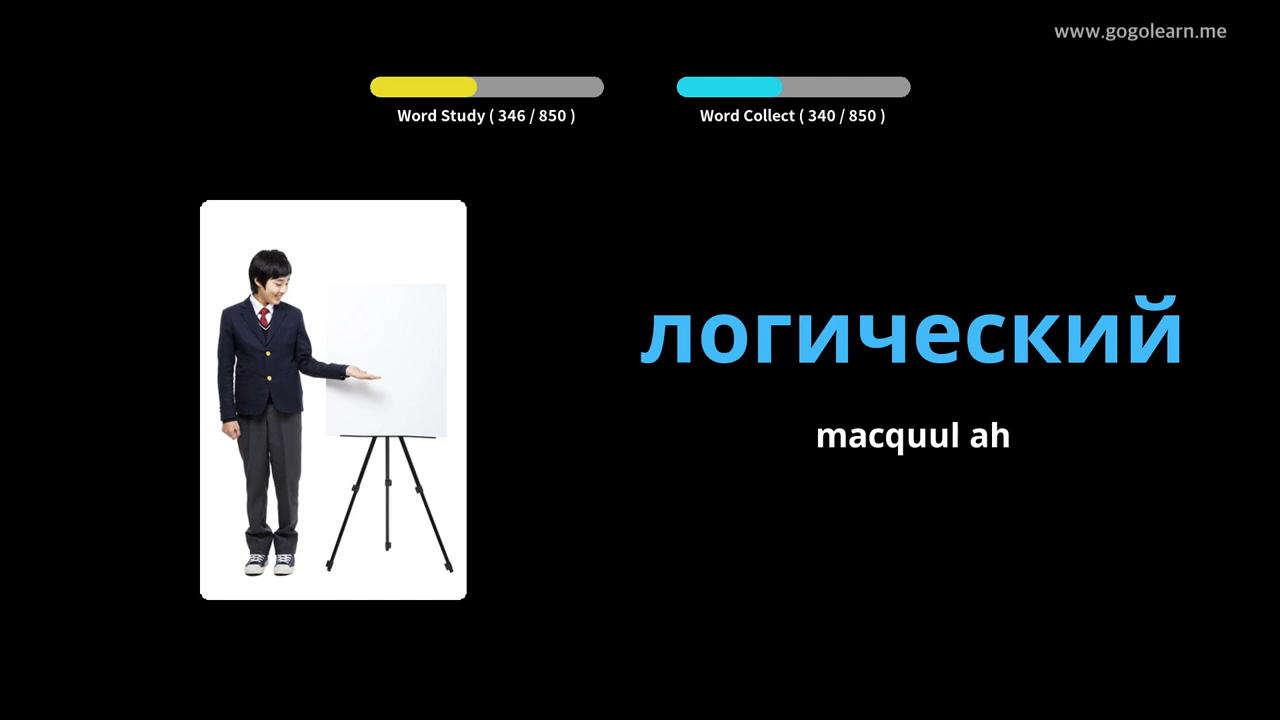 www.gogolearn.me
Word Study ( 346 / 850 )
Word Collect ( 340 / 850 )
логический
macquul ah